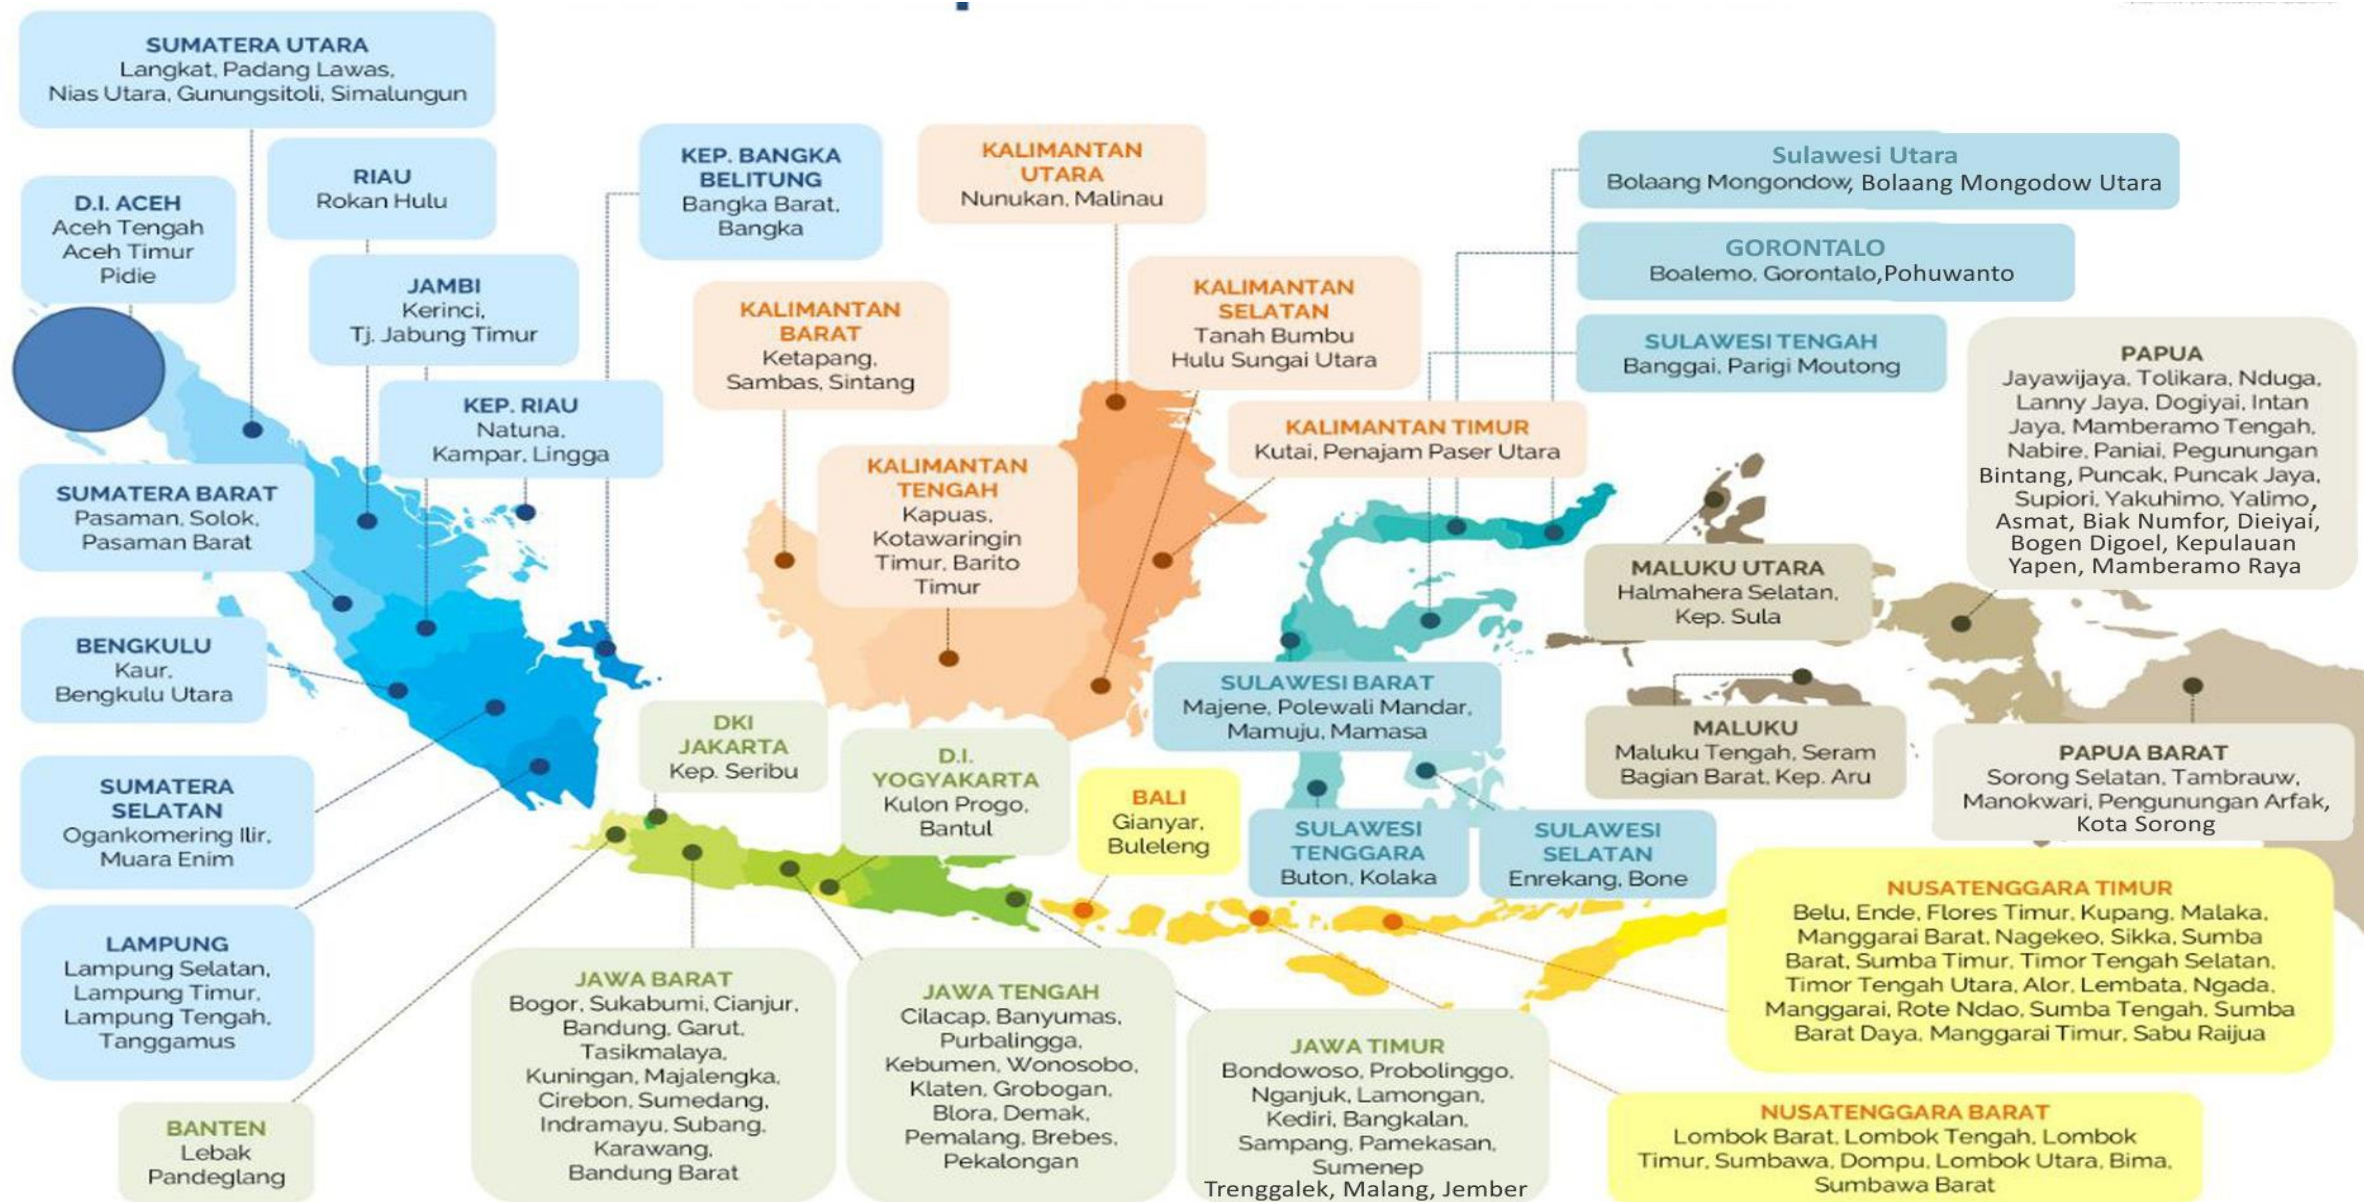 SUMATERA UTARA
Langkat, Padang Lawas,
Nias Utara, Gunungsitoli, Simalungun
RIAU
Rokan Hulu
D.I. ACEH
Aceh Tengah
Aceh Timur
Pidie
JAMBI
Kerinci,
Tj. Jabung Timur
KEP. BANGKA
BELITUNG
Bangka Barat,
Bangka
KEP. RIAU
Natuna,
Kampar, Lingga
SUMATERA BARAT
Pasaman, Solok,
Pasaman Barat
BENGKULU
Kaur,
Bengkulu Utara
SUMATERA
SELATAN
Ogankomering Ilir,
Muara Enim
LAMPUNG
Lampung Selatan,
Lampung Timur,
Lampung Tengah,
Tanggamus
BANTEN
Lebak
Pandeglang
KALIMANTAN
UTARA
Nunukan, Malinau
KALIMANTAN
BARAT
Ketapang,
Sambas, Sintang
KALIMANTAN
SELATAN
Tanah Bumbu
Hulu Sungai Utara
KALIMANTAN TIMUR
Kutai, Penajam Paser Utara
KALIMANTAN
TENGAH
Kapuas,
Kotawaringin
Timur, Barito
Timur
Sulawesi Utara
Bolaang Mongondow, Bolaang Mongodow Utara
GORONTALO
Boalemo, Gorontalo,Pohuwanto
SULAWESI TENGAH
Banggai, Parigi Moutong
PAPUA
Jayawijaya, Tolikara, Nduga,
Lanny Jaya, Dogiyai, Intan
Jaya, Mamberamo Tengah,
Nabire, Paniai, Pegunungan
Bintang, Puncak, Puncak Jaya,
Supiori, Yakuhimo, Yalimo,
Asmat, Biak Numfor, Dieiyai,
Bogen Digoel, Kepulauan
Yapen, Mamberamo Raya
MALUKU UTARA
Halmahera Selatan,
Kep. Sula
SULAWESI BARAT
Majene, Polewali Mandar,
Mamuju, Mamasa
MALUKU
Maluku Tengah, Seram
Bagian Barat, Kep. Aru
PAPUA BARAT
Sorong Selatan, Tambrauw,
Manokwari, Pengunungan Arfak,
Kota Sorong
DKI
JAKARTA
Kep. Seribu
D.I.
YOGYAKARTA
Kulon Progo,
Bantul
BALI
Gianyar,
Buleleng
SULAWESI
TENGGARA
Buton, Kolaka
SULAWESI
SELATAN
Enrekang, Bone
NUSATENGGARA TIMUR
Belu, Ende, Flores Timur, Kupang, Malaka,
Manggarai Barat, Nagekeo, Sikka, Sumba
Barat, Sumba Timur, Timor Tengah Selatan,
Timor Tengah Utara, Alor, Lembata, Ngada,
Manggarai, Rote Ndao, Sumba Tengah, Sumba
Barat Daya, Manggarai Timur, Sabu Raijua
JAWA BARAT
Bogor, Sukabumi, Cianjur,
Bandung, Garut,
Tasikmalaya,
Kuningan, Majalengka,
Cirebon, Sumedang,
Indramayu, Subang,
Karawang,
Bandung Barat
JAWA TENGAH
Cilacap, Banyumas,
Purbalingga,
Kebumen, Wonosobo,
Klaten, Grobogan,
Blora, Demak,
Pemalang, Brebes,
Pekalongan
JAWA TIMUR
Bondowoso, Probolinggo,
Nganjuk, Lamongan,
Kediri, Bangkalan,
Sampang, Pamekasan,
Sumenep
Trenggalek, Malang, Jember
NUSATENGGARA BARAT
Lombok Barat, Lombok Tengah, Lombok
Timur, Sumbawa, Dompu, Lombok Utara, Bima,
Sumbawa Barat